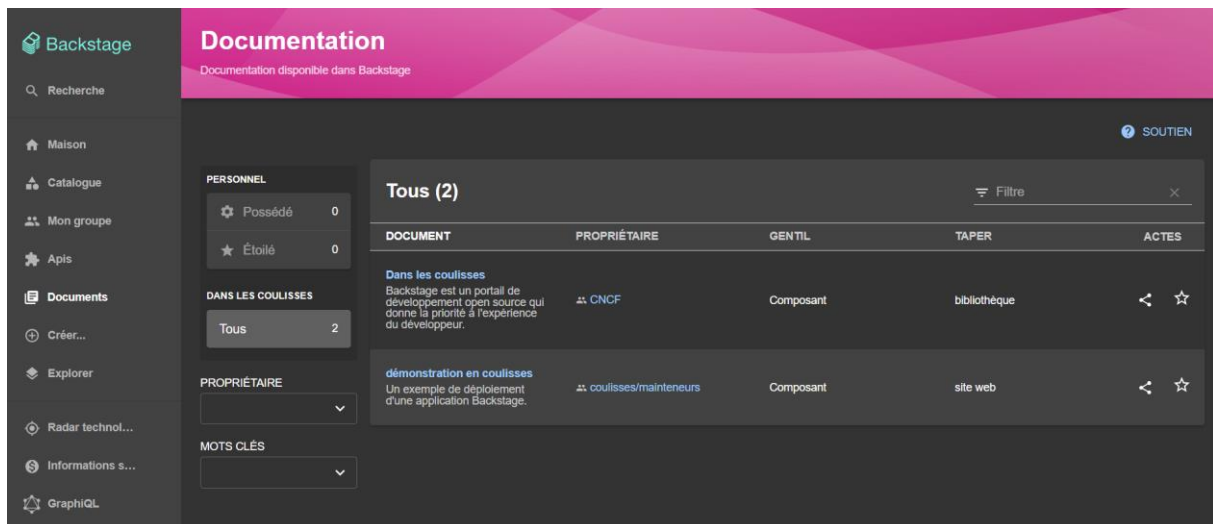 Backstage
Recherche
Maison
Catalogue
Mon groupe
Apis
Documents
Créer...
Explorer
Radar technol...
Informations s...
GraphiQL
Documentation
Documentation disponible dans Backstage
SOUTIEN
PERSONNEL
Possédé 0
Étoilé 0
DANS LES COULISSES
Tous 2
PROPRIÉTAIRE
MOTS CLÉS
Tous (2)
Filtre
DOCUMENT PROPRIÉTAIRE GENTIL TAPER ACTES
Dans les coulisses
Backstage est un portail de
développement open source qui
donne la priorité à l'expérience
du développeur.
CNCF
Composant
bibliothèque
démonstration en coulisses
Un exemple de déploiement
d'une application Backstage.
coulisses/mainteneurs
Composant
site web